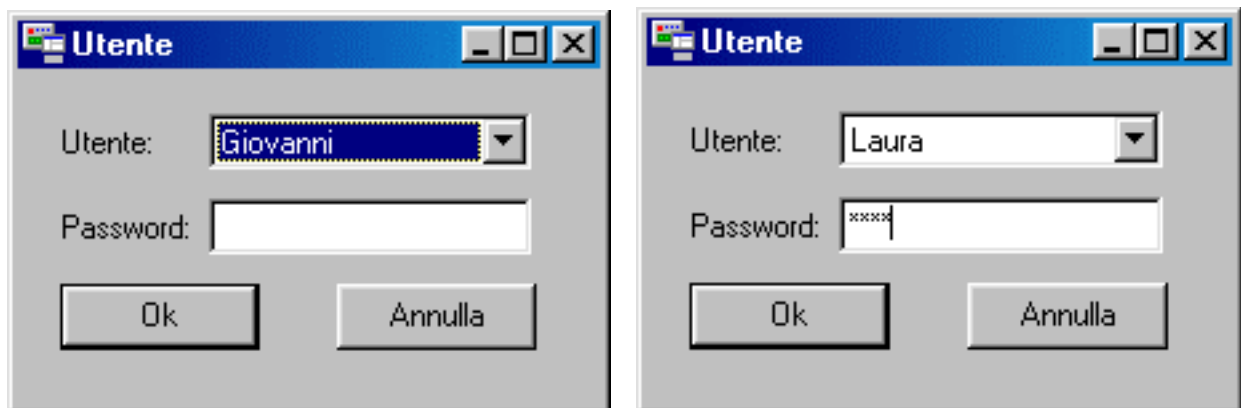 Utente
Utente: Giovanni
Password:
Ok Annulla
Utente
Utente: Laura
Password: ****
Ok Annulla